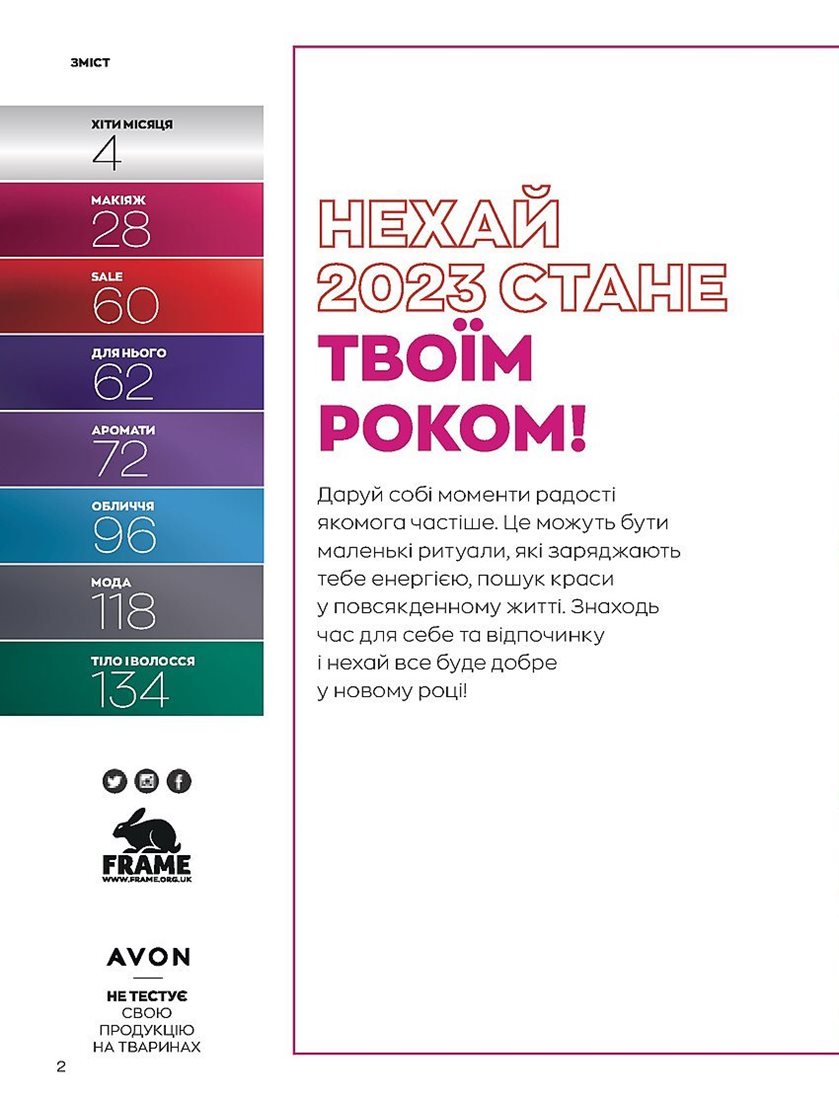 ЗМІСТ
ХІТИ МІСЯЦЯ
4
МАКІЯЖ
28
SALE
60
ДЛЯ НЬОГО
62
АРОМАТИ
72
ОБЛИЧЧЯ
96
МОДА
118
ТІЛО І ВОЛОССЯ
134
FRAME
WWW.FRAME.ORG.UK
AVON
НЕ ТЕСТУЄ
СВОЮ
ПРОДУКЦІЮ
НА ТВАРИНАХ
2
НЕХАЙ
2023 СТАНЕ
ТВОЇМ
РОКОМ!
Даруй собі моменти радості
якомога частіше. Це можуть бути
маленькі ритуали, які заряджають
тебе енергією, пошук краси
у повсякденному житті. Знаходь
час для себе та відпочинку
і нехай все буде добре
у новому році!